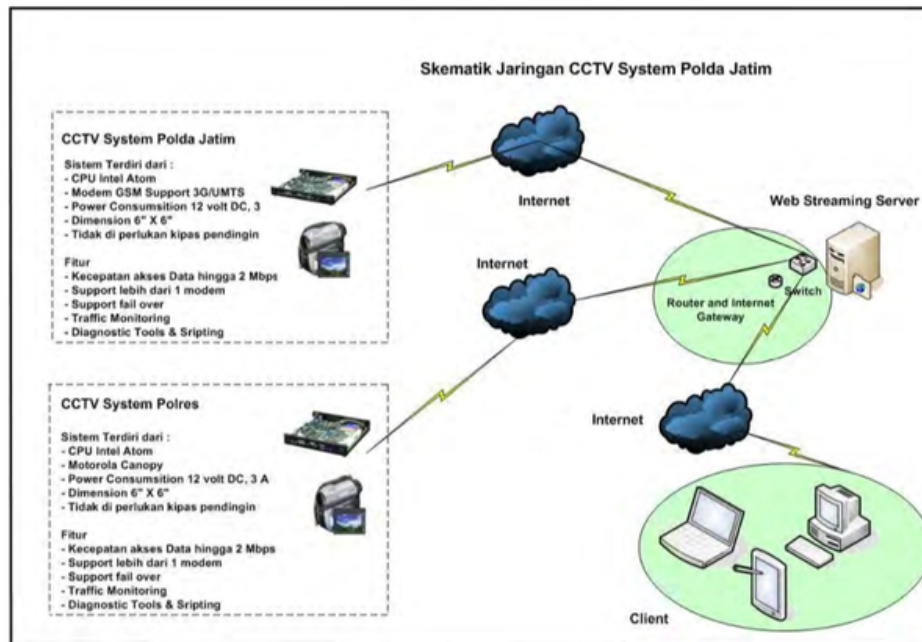 Skematik Jaringan CCTV System Polda Jatim
CCTV System Polda Jatim
Sistem Terdiri dari :
- CPU Intel Atom
- Modem GSM Support 3G/UMTS
- Power Consumsition 12 volt DC, 3
- Dimension 6" X 6"
- Tidak di perlukan kipas pendingin
Fitur
- Kecepatan akses Data hingga 2 Mbps
- Support lebih dari 1 modem
- Support fail over
- Traffic Monitoring
- Diagnostic Tools & Sripting
Internet
Web Streaming Server
Internet
Switch
Router and Internet
Gateway
CCTV System Polres
Sistem Terdiri dari :
- CPU Intel Atom
- Motorola Canopy
- Power Consumsition 12 volt DC, 3 A
- Dimension 6" X 6"
- Tidak di perlukan kipas pendingin
Fitur
- Kecepatan akses Data hingga 2 Mbps
- Support lebih dari 1 modem
- Support fail over
- Traffic Monitoring
- Diagnostic Tools & Sripting
Internet
Client